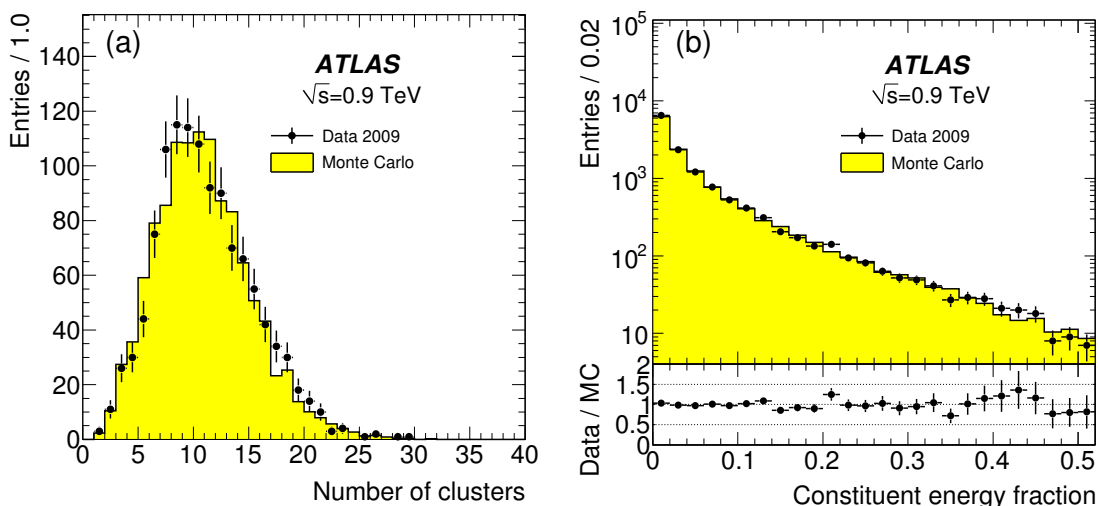 (a)
ATLAS
√s=0.9 TeV
Data 2009
Monte Carlo
Entries / 1.0
140
120
100
80
60
40
20
0
0 5 10 15 20 25 30 35 40
Number of clusters
(b)
ATLAS
√s=0.9 TeV
Data 2009
Monte Carlo
Entries / 0.02
10^5
10^4
10^3
10^2
10
2
Data / MC
2
1.5
1
0.5
0
0 0.1 0.2 0.3 0.4 0.5
Constituent energy fraction